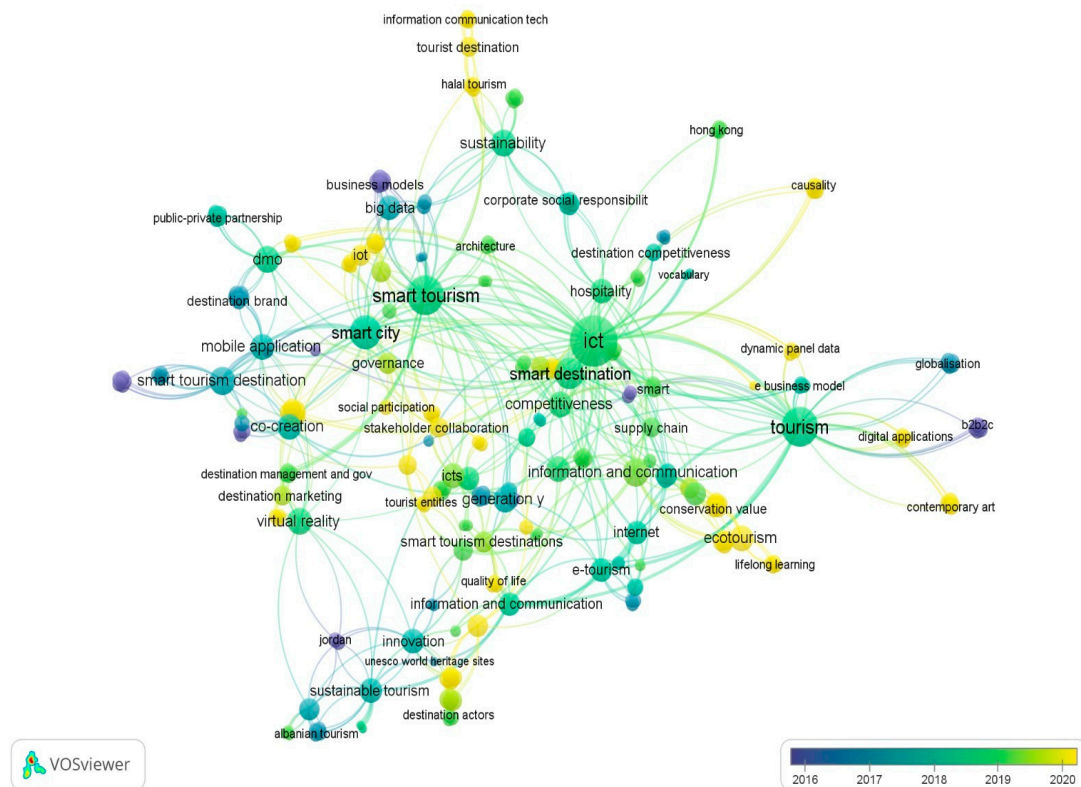 information communication tech
tourist destination
halal tourism
sustainability
hong kong
business models
causality
big data
corporate social responsibilit
public-private partnership
architecture
dmo
iot
destination competitiveness
vocabulary
destination brand
smart tourism
hospitality
smart city
ict
mobile application
dynamic panel data
governance
globalisation
smart tourism destination
smart destination
e business model
smart
social participation
competitiveness
co-creation
stakeholder collaboration
supply chain
tourism
b2b2c
digital applications
destination management and gov
icts
information and communication
destination marketing
generation y
tourist entities
conservation value
contemporary art
virtual reality
internet
smart tourism destinations
ecotourism
lifelong learning
e-tourism
quality of life
information and communication
jordan
innovation
unesco world heritage sites
sustainable tourism
destination actors
albanian tourism
VOSviewer
2016 2017 2018 2019 2020